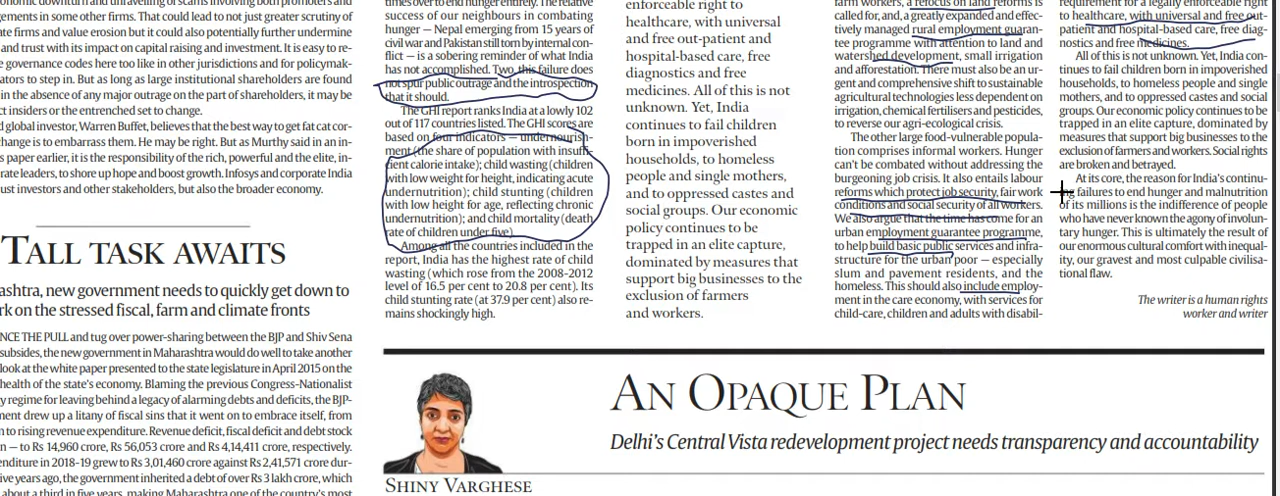 onomic downturn and unravelling of scams involving both promoters and
gements in some other firms. That could lead to not just greater scrutiny of
ate firms and value erosion but it could also potentially further undermine
and trust with its impact on capital raising and investment. It is easy to re-
e governance codes here too like in other jurisdictions and for policymak-
ators to step in. But as long as large institutional shareholders are found
in the absence of any major outrage on the part of shareholders, it may be
ct insiders or the entrenched set to change.
d global investor, Warren Buffet, believes that the best way to get fat cat cor-
change is to embarrass them. He may be right. But as Murthy said in an in-
s paper earlier, it is the responsibility of the rich, powerful and the elite, in-
rate leaders, to shore up hope and boost growth. Infosys and corporate India
ust investors and other stakeholders, but also the broader economy.
TALL TASK AWAITS
ashtra, new government needs to quickly get down to
rk on the stressed fiscal, farm and climate fronts
NCE THE PULL and tug over power-sharing between the BJP and Shiv Sena
subsides, the new government in Maharashtra would do well to take another
look at the white paper presented to the state legislature in April 2015 on the
health of the state's economy. Blaming the previous Congress-Nationalist
y regime for leaving behind a legacy of alarming debts and deficits, the BJP-
ment drew up a litany of fiscal sins that it went on to embrace itself, from
n to rising revenue expenditure. Revenue deficit, fiscal deficit and debt stock
n — to Rs 14,960 crore, Rs 56,053 crore and Rs 4,14,411 crore, respectively.
enditure in 2018-19 grew to Rs 3,01,460 crore against Rs 2,41,571 crore dur-
ive years ago, the government inherited a debt of over Rs 3 lakh crore, which
about a third in five years, making Maharashtra one of the country's most
times over to end hunger entirely. The relative
success of our neighbours in combating
hunger — Nepal emerging from 15 years of
civil war and Pakistan still torn by internal con-
flict — is a sobering reminder of what India
has not accomplished. Two, this failure does
not spur public outrage and the introspection
that it should.
The GHI report ranks India at a lowly 102
out of 117 countries listed. The GHI scores are
based on four indicators — undernourish-
ment (the share of population with insuffi-
cient calorie intake); child wasting (children
with low weight for height, indicating acute
undernutrition); child stunting (children
with low height for age, reflecting chronic
undernutrition); and child mortality (death
rate of children under five).
Among all the countries included in the
report, India has the highest rate of child
wasting (which rose from the 2008-2012
level of 16.5 per cent to 20.8 per cent). Its
child stunting rate (at 37.9 per cent) also re-
mains shockingly high.
enforceable right to
healthcare, with universal
and free out-patient and
hospital-based care, free
diagnostics and free
medicines. All of this is not
unknown. Yet, India
continues to fail children
born in impoverished
households, to homeless
people and single mothers,
and to oppressed castes and
social groups. Our economic
policy continues to be
trapped in an elite capture,
dominated by measures that
support big businesses to the
exclusion of farmers
and workers.
farm workers, a refocus on land reforms is
called for, and, a greatly expanded and effec-
tively managed rural employment guaran-
tee programme with attention to land and
watershed development, small irrigation
and afforestation. There must also be an ur-
gent and comprehensive shift to sustainable
agricultural technologies less dependent on
irrigation, chemical fertilisers and pesticides,
to reverse our agri-ecological crisis.
The other large food-vulnerable popula-
tion comprises informal workers. Hunger
can't be combated without addressing the
burgeoning job crisis. It also entails labour
reforms which protect job security, fair work
conditions and social security of all workers.
We also argue that the time has come for an
urban employment guarantee programme,
to help build basic public services and infra-
structure for the urban poor — especially
slum and pavement residents, and the
homeless. This should also include employ-
ment in the care economy, with services for
child-care, children and adults with disabil-
requirement for a legally enforceable right
to healthcare, with universal and free out-
patient and hospital-based care, free diag-
nostics and free medicines.
All of this is not unknown. Yet, India con-
tinues to fail children born in impoverished
households, to homeless people and single
mothers, and to oppressed castes and social
groups. Our economic policy continues to be
trapped in an elite capture, dominated by
measures that support big businesses to the
exclusion of farmers and workers. Social rights
are broken and betrayed.
At its core, the reason for India's continu-
ing failures to end hunger and malnutrition
of its millions is the indifference of people
who have never known the agony of involun-
tary hunger. This is ultimately the result of
our enormous cultural comfort with inequal-
ity, our gravest and most culpable civilisa-
tional flaw.
The writer is a human rights
worker and writer
AN OPAQUE PLAN
Delhi's Central Vista redevelopment project needs transparency and accountability
SHINY VARGHESE